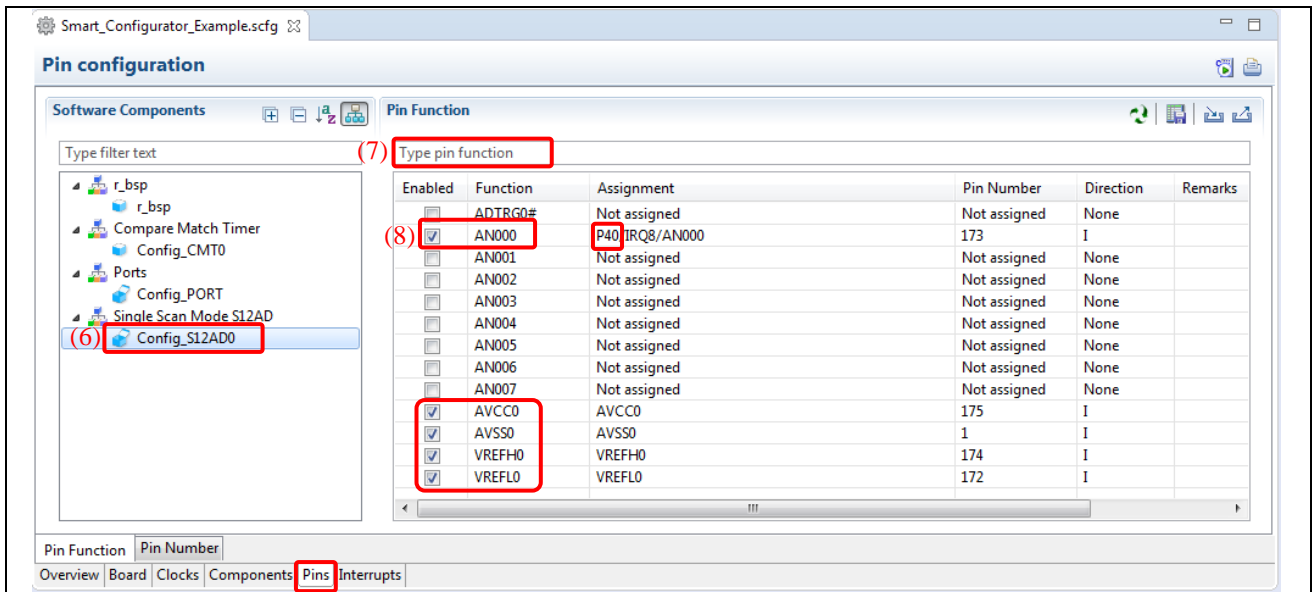 Smart_Configurator_Example.scfg
Pin configuration
Software Components
Pin Function
Type filter text
(7) Type pin function
r_bsp
r_bsp
Compare Match Timer
Config_CMT0
Ports
Config_PORT
Single Scan Mode S12AD
(6) Config_S12AD0
Enabled Function Assignment Pin Number Direction Remarks
ADTRG0# Not assigned Not assigned None
(8) AN000 P40/IRQ8/AN000 173 I
AN001 Not assigned Not assigned None
AN002 Not assigned Not assigned None
AN003 Not assigned Not assigned None
AN004 Not assigned Not assigned None
AN005 Not assigned Not assigned None
AN006 Not assigned Not assigned None
AN007 Not assigned Not assigned None
AVCC0 AVCC0 175 I
AVSS0 AVSS0 1 I
VREFH0 VREFH0 174 I
VREFL0 VREFL0 172 I
Pin Function Pin Number
Overview Board Clocks Components Pins Interrupts